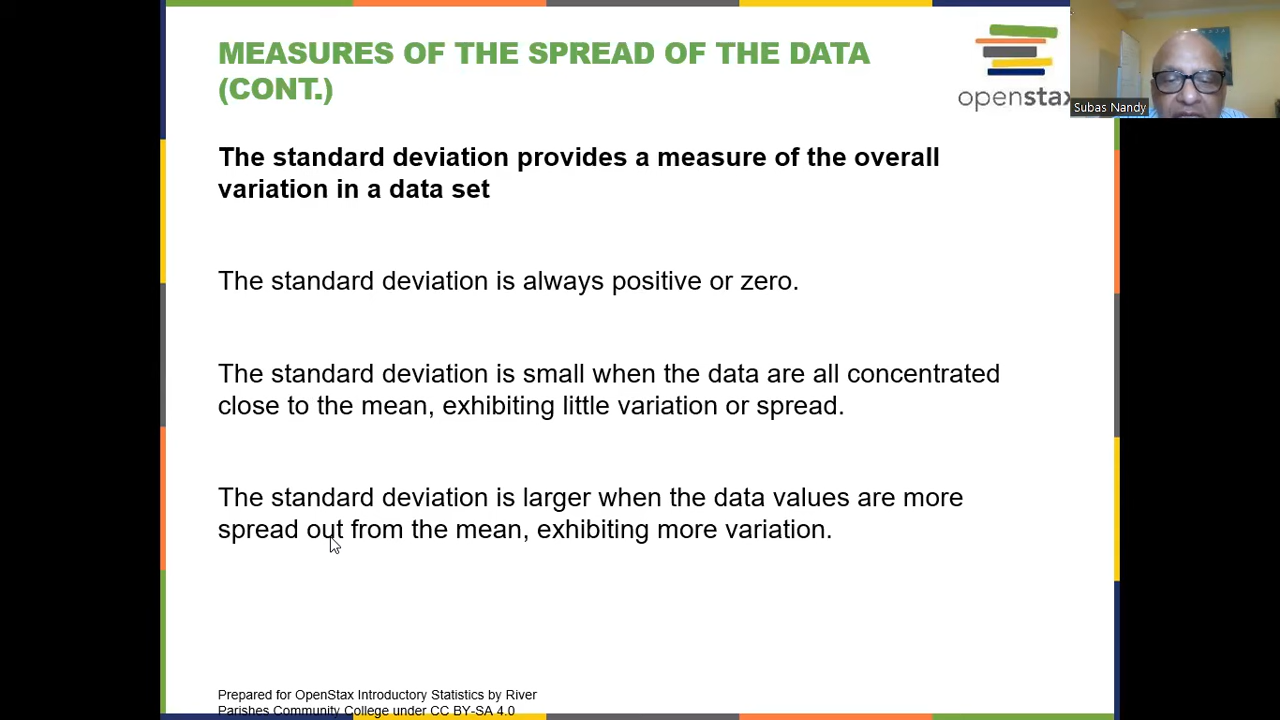 MEASURES OF THE SPREAD OF THE DATA
(CONT.)
openstax
Subas Nandy
The standard deviation provides a measure of the overall
variation in a data set
The standard deviation is always positive or zero.
The standard deviation is small when the data are all concentrated
close to the mean, exhibiting little variation or spread.
The standard deviation is larger when the data values are more
spread out from the mean, exhibiting more variation.
Prepared for OpenStax Introductory Statistics by River
Parishes Community College under CC BY-SA 4.0